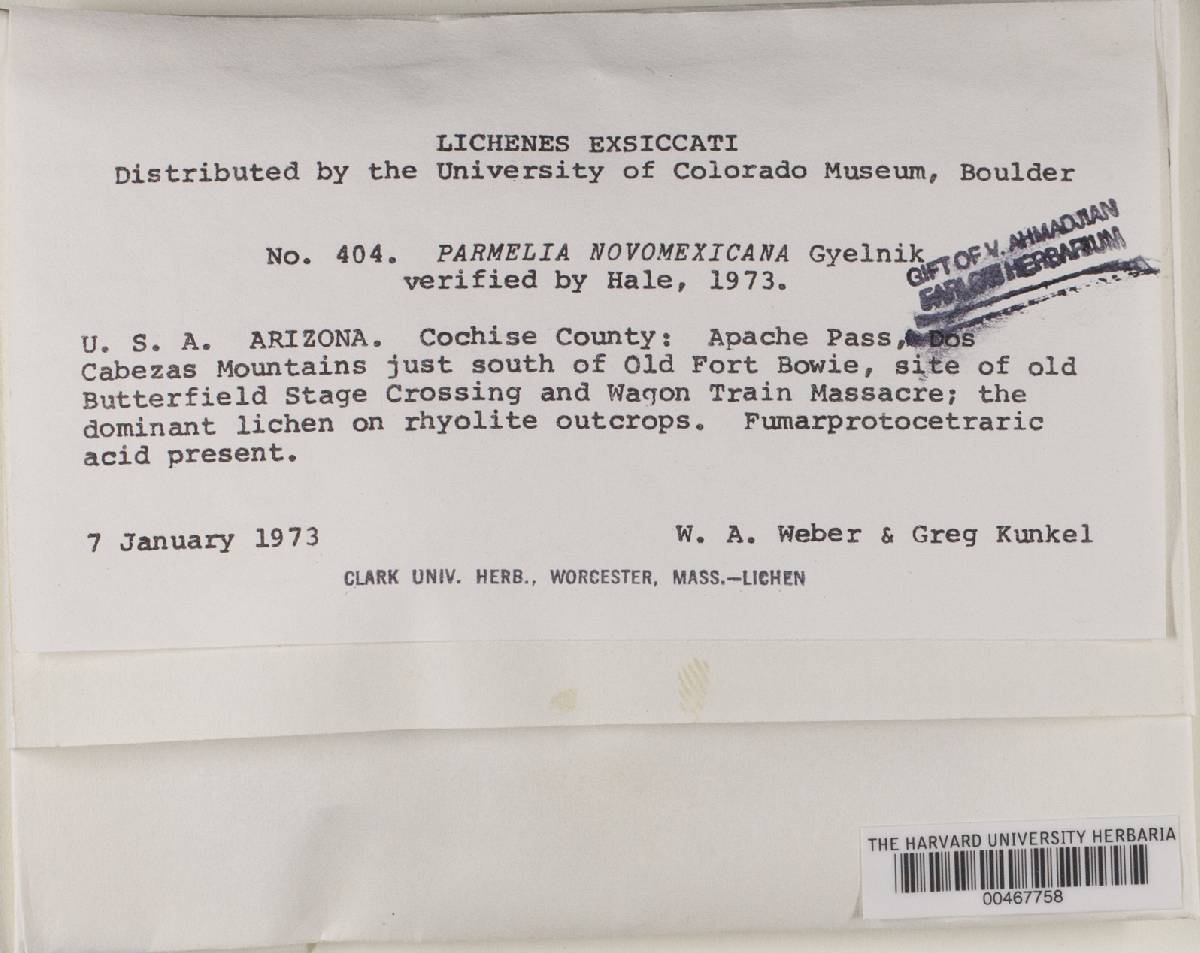 LICHENES EXSICCATI
Distributed by the University of Colorado Museum, Boulder
No. 404. PARMELIA NOVOMEXICANA Gyelnik
verified by Hale, 1973.
GIFT OF V. AHMADJIAN
FARLOW HERBARIUM
U. S. A. ARIZONA. Cochise County: Apache Pass, Dos
Cabezas Mountains just south of Old Fort Bowie, site of old
Butterfield Stage Crossing and Wagon Train Massacre; the
dominant lichen on rhyolite outcrops. Fumarprotocetraric
acid present.
7 January 1973 W. A. Weber & Greg Kunkel
CLARK UNIV. HERB., WORCESTER, MASS.—LICHEN
THE HARVARD UNIVERSITY HERBARIA
00467758